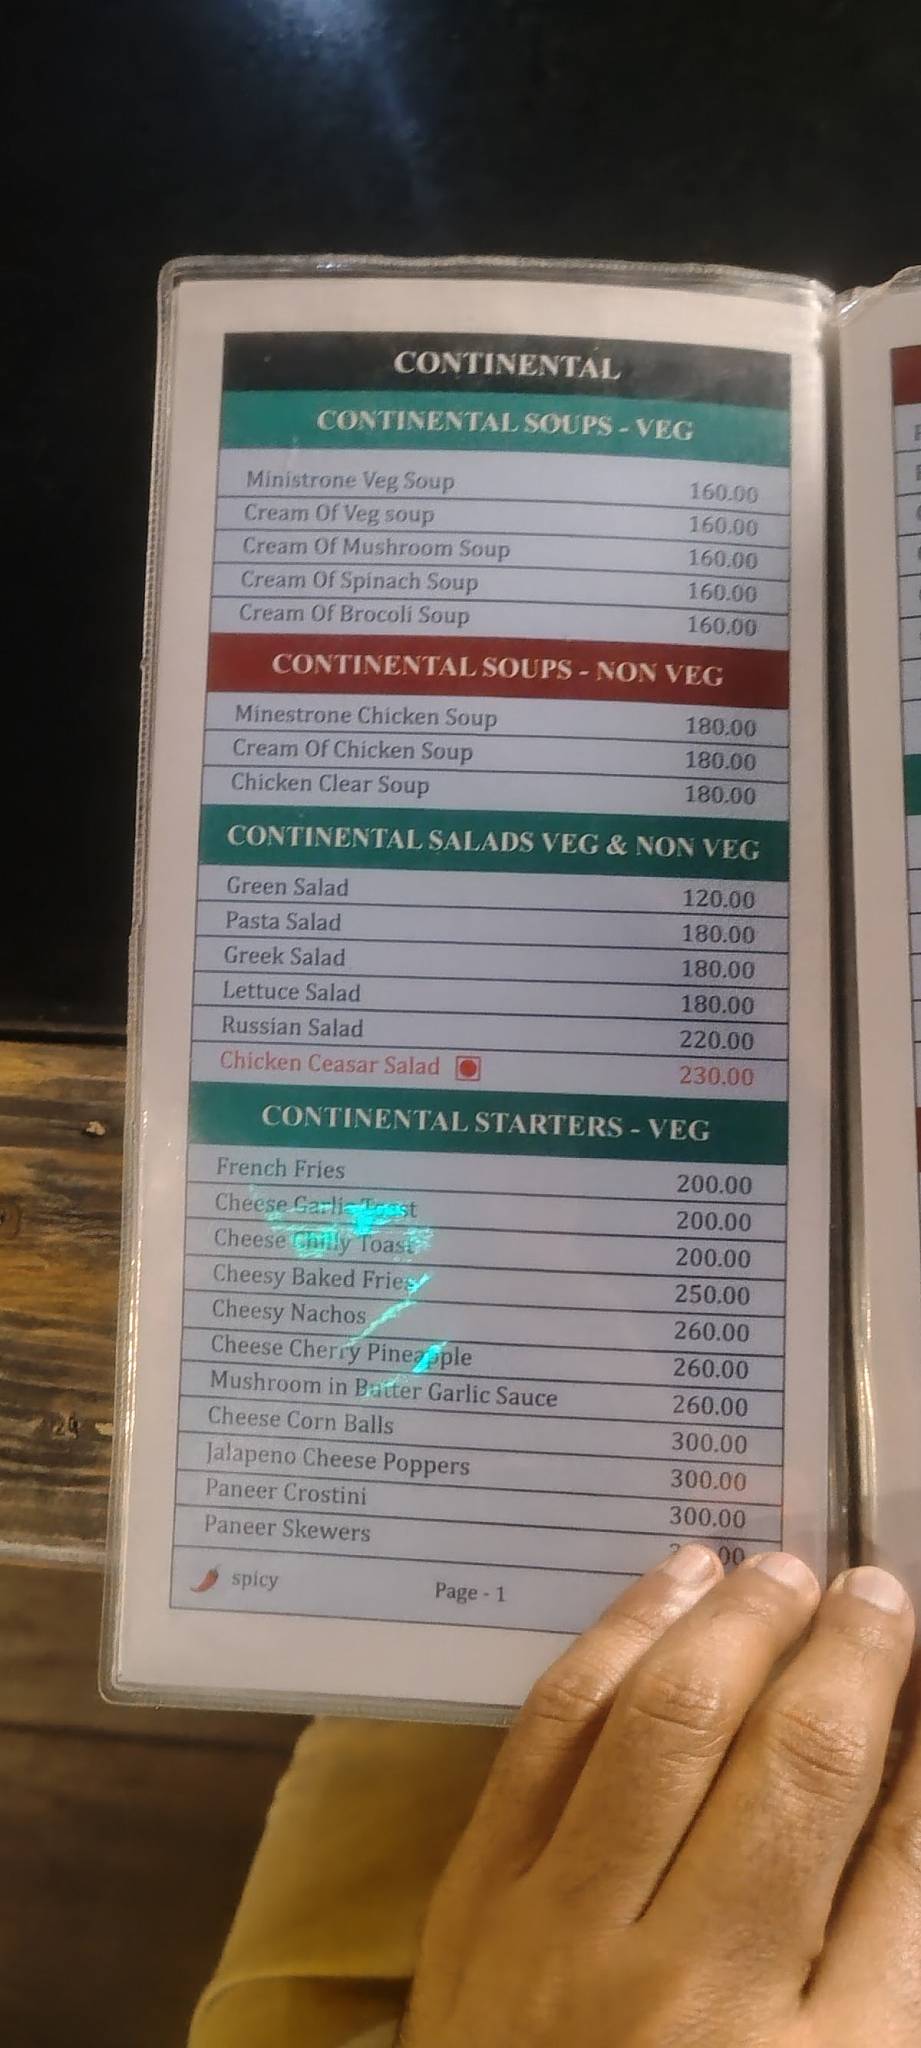 CONTINENTAL
CONTINENTAL SOUPS - VEG
Ministrone Veg Soup 160.00
Cream Of Veg soup 160.00
Cream Of Mushroom Soup 160.00
Cream Of Spinach Soup 160.00
Cream Of Brocoli Soup 160.00
CONTINENTAL SOUPS - NON VEG
Minestrone Chicken Soup 180.00
Cream Of Chicken Soup 180.00
Chicken Clear Soup 180.00
CONTINENTAL SALADS VEG & NON VEG
Green Salad 120.00
Pasta Salad 180.00
Greek Salad 180.00
Lettuce Salad 180.00
Russian Salad 220.00
Chicken Ceasar Salad 230.00
CONTINENTAL STARTERS - VEG
French Fries 200.00
Cheese Garlic Toast 200.00
Cheese Chilly Toast 200.00
Cheesy Baked Fries 250.00
Cheesy Nachos 260.00
Cheese Cherry Pineapple 260.00
Mushroom in Butter Garlic Sauce 260.00
Cheese Corn Balls 300.00
Jalapeno Cheese Poppers 300.00
Paneer Crostini 300.00
Paneer Skewers
spicy Page - 1